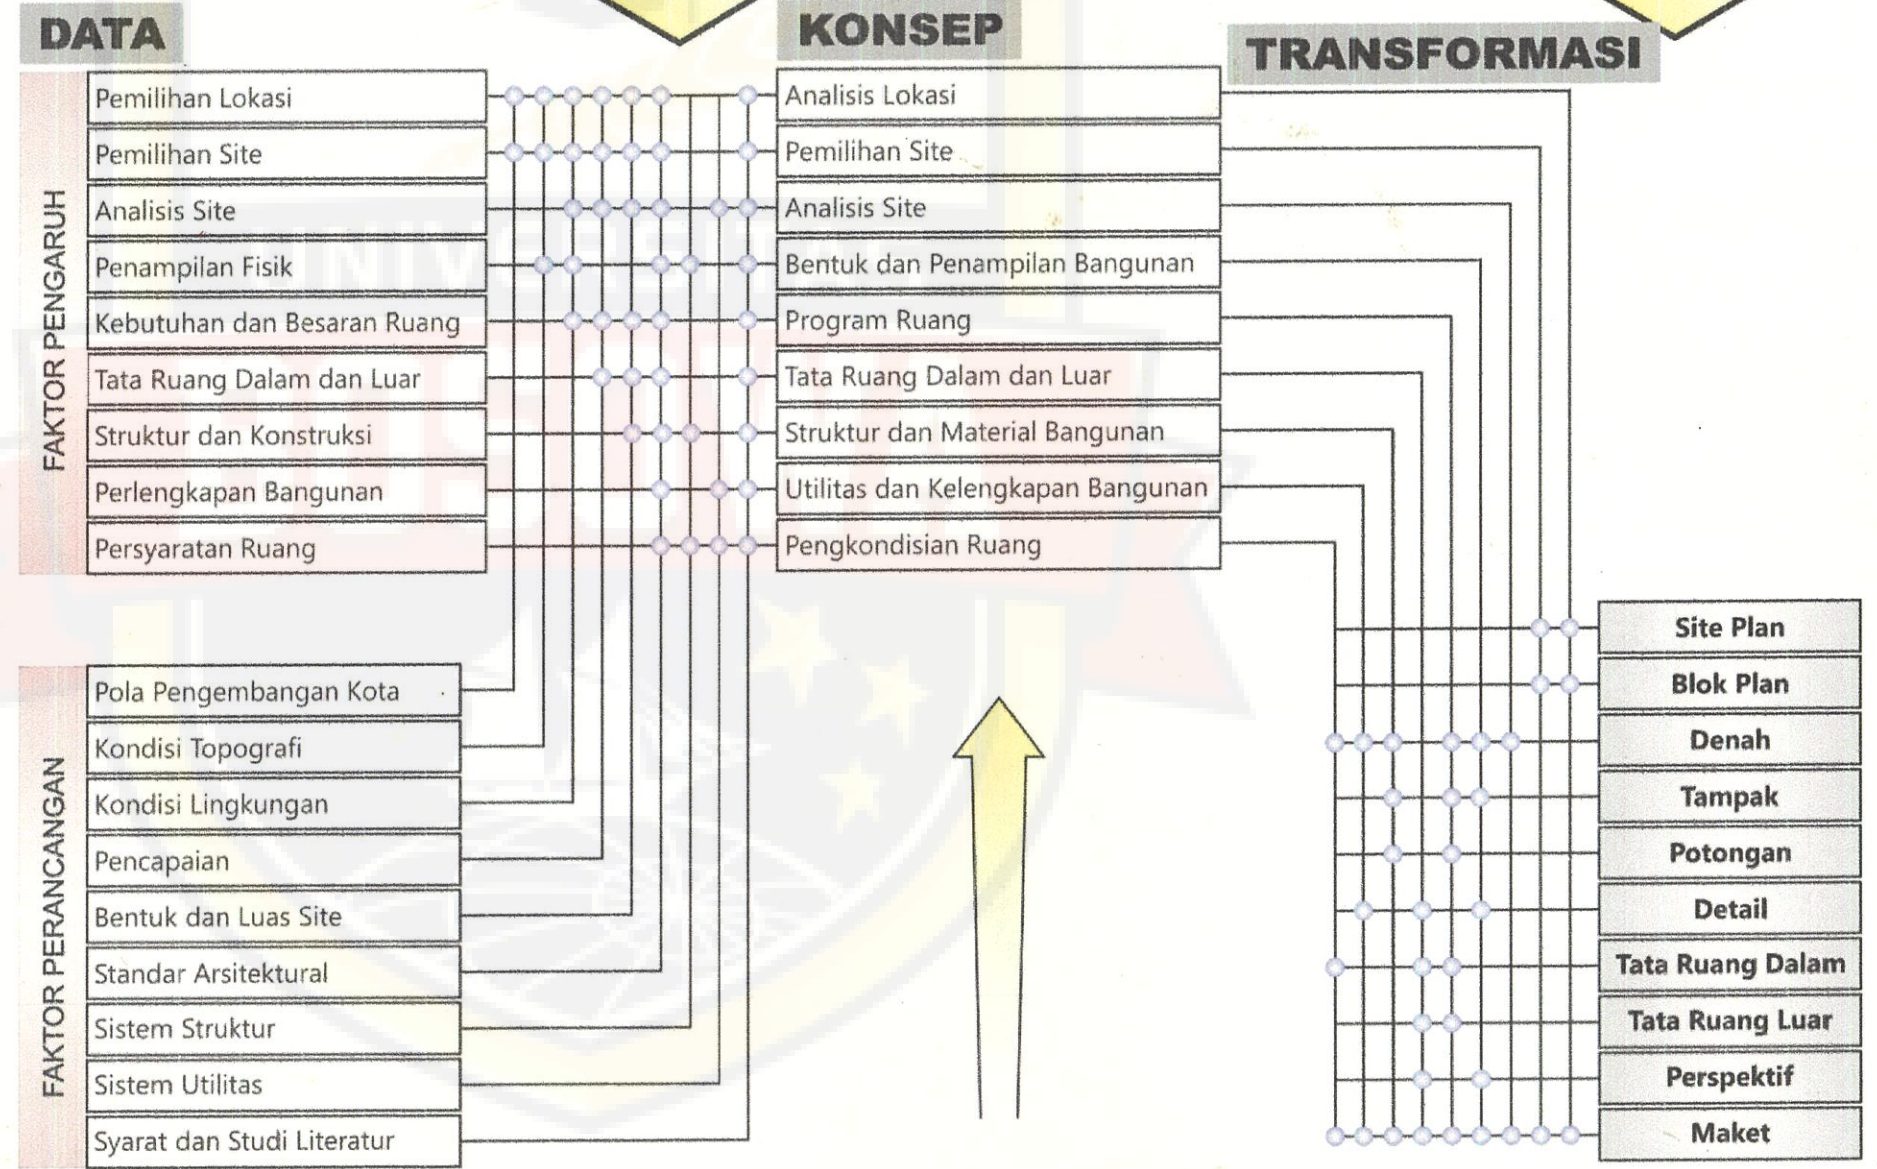 DATA
KONSEP
TRANSFORMASI
FAKTOR PENGARUH
Pemilihan Lokasi
Pemilihan Site
Analisis Site
Penampilan Fisik
Kebutuhan dan Besaran Ruang
Tata Ruang Dalam dan Luar
Struktur dan Konstruksi
Perlengkapan Bangunan
Persyaratan Ruang
Analisis Lokasi
Pemilihan Site
Analisis Site
Bentuk dan Penampilan Bangunan
Program Ruang
Tata Ruang Dalam dan Luar
Struktur dan Material Bangunan
Utilitas dan Kelengkapan Bangunan
Pengkondisian Ruang
FAKTOR PERANCANGAN
Pola Pengembangan Kota
Kondisi Topografi
Kondisi Lingkungan
Pencapaian
Bentuk dan Luas Site
Standar Arsitektural
Sistem Struktur
Sistem Utilitas
Syarat dan Studi Literatur
Site Plan
Blok Plan
Denah
Tampak
Potongan
Detail
Tata Ruang Dalam
Tata Ruang Luar
Perspektif
Maket